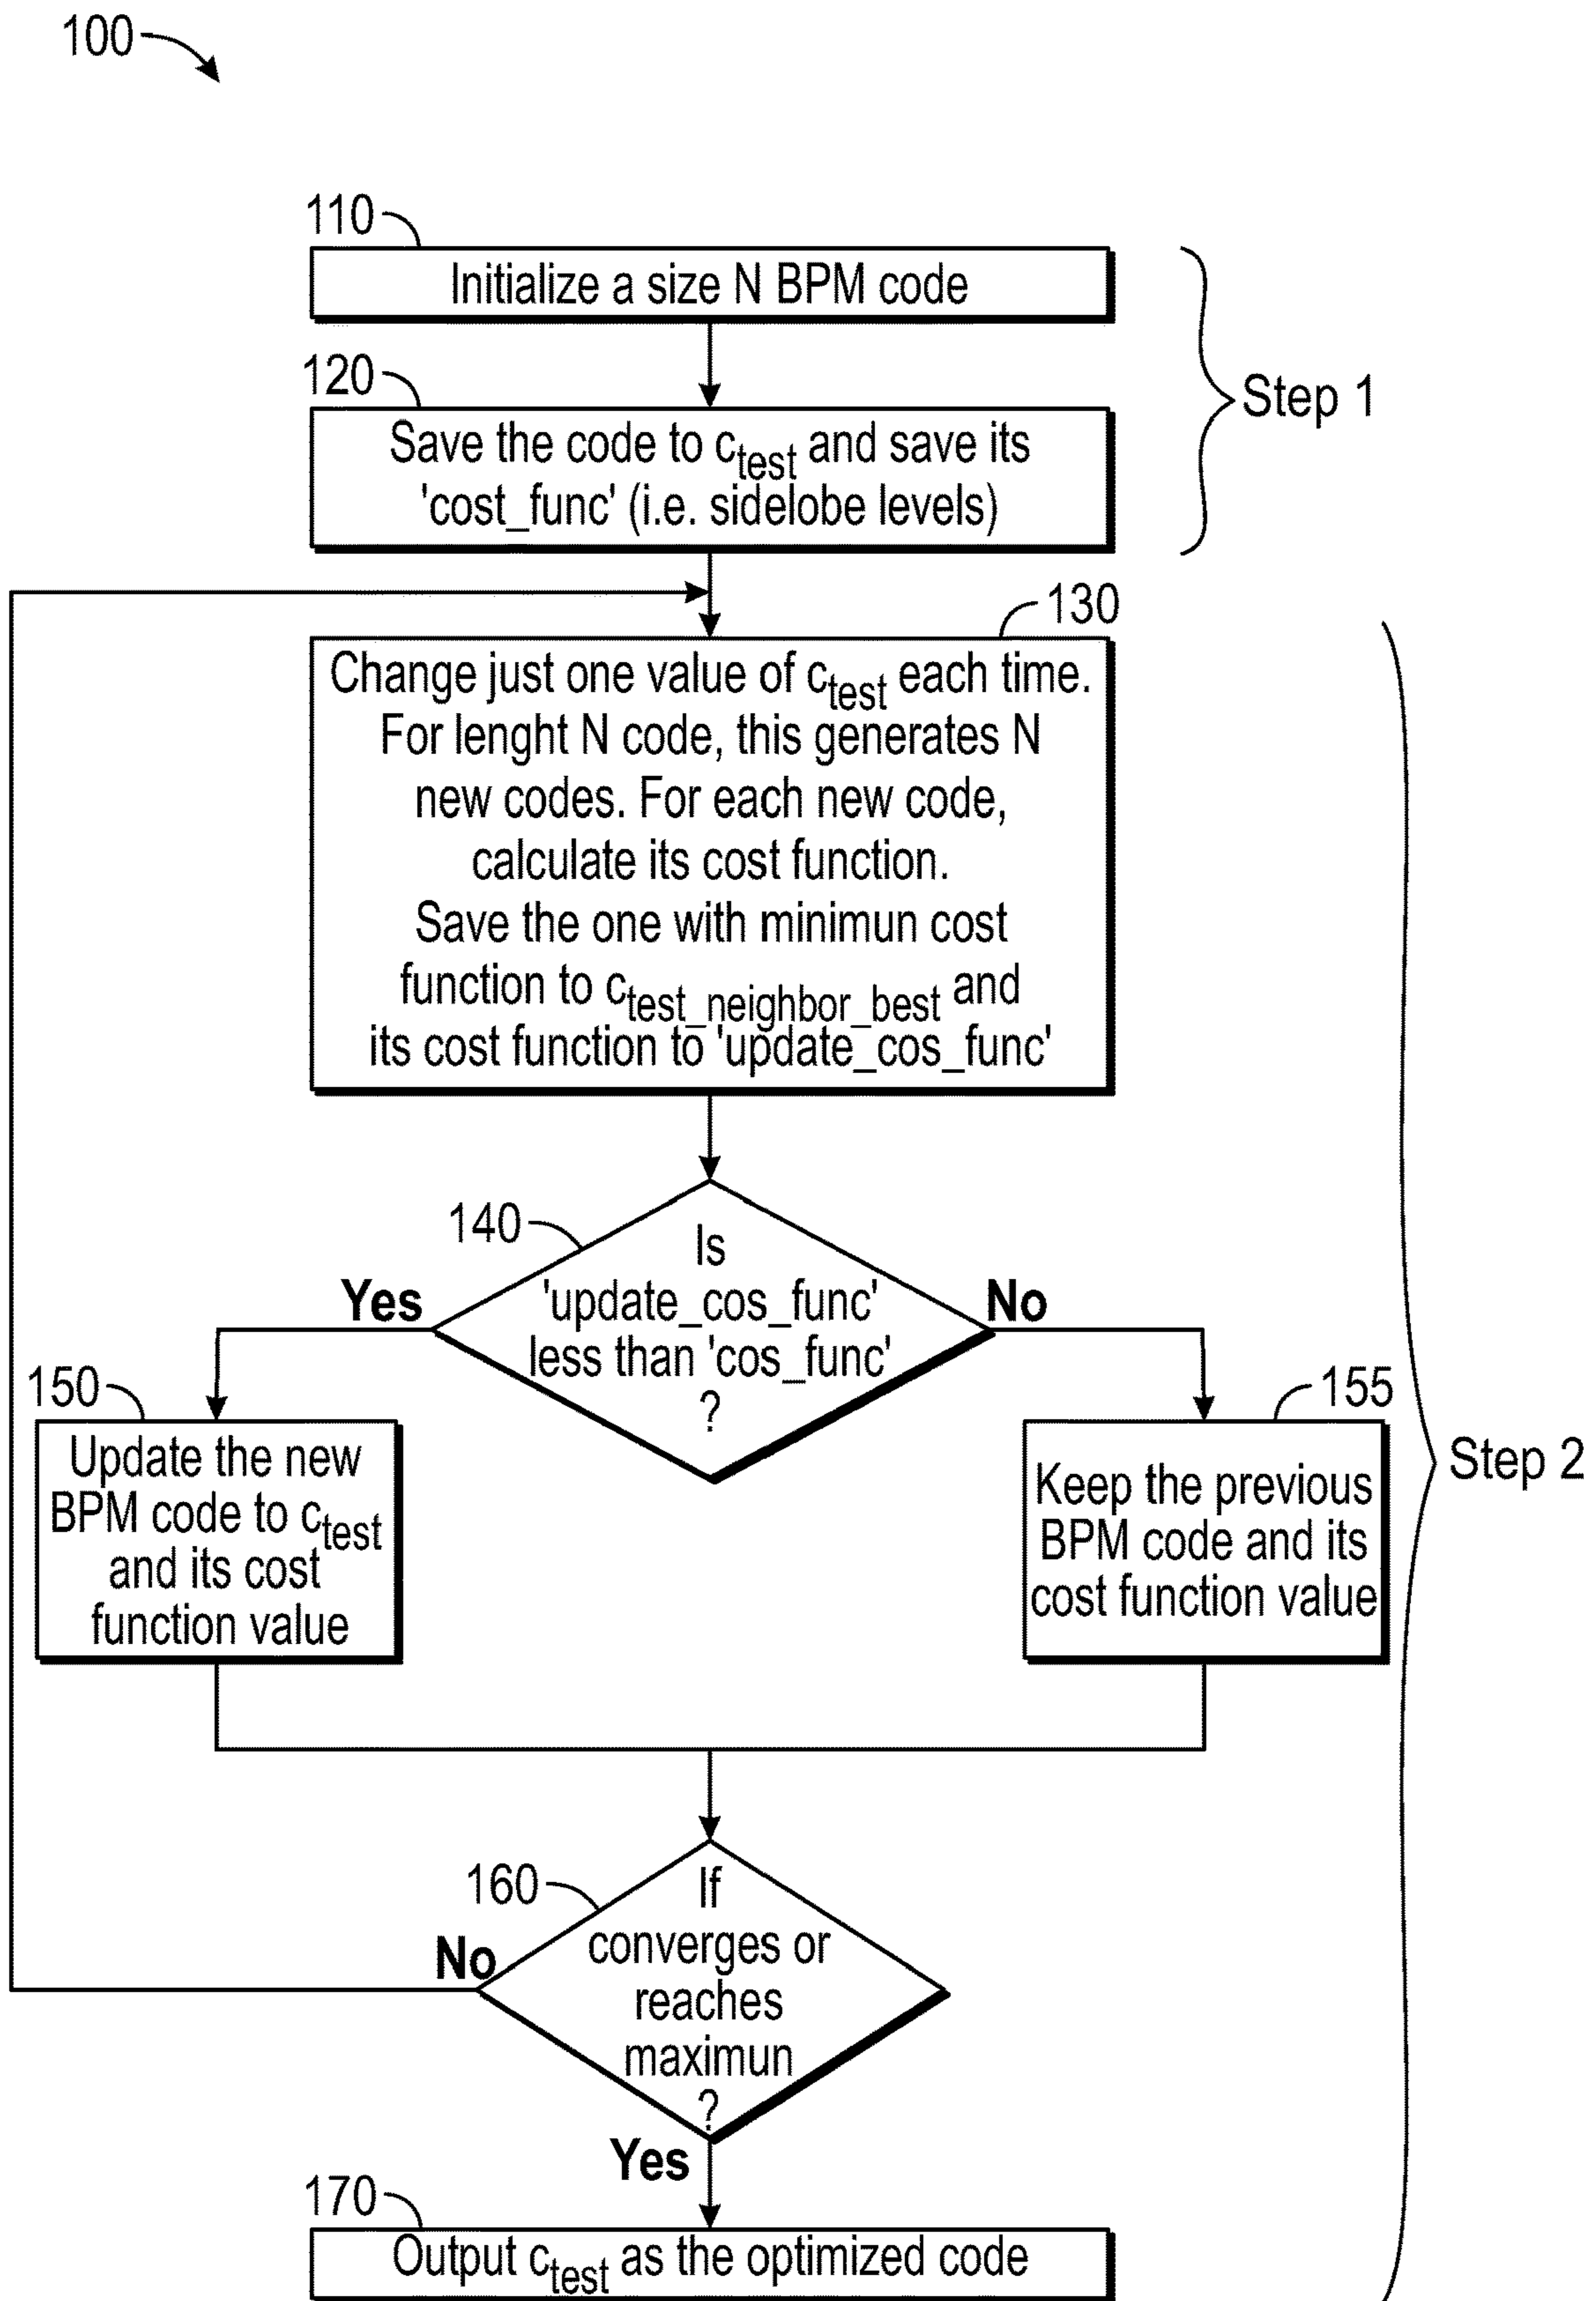 100
110
Initialize a size N BPM code
120
Save the code to ctest and save its
'cost_func' (i.e. sidelobe levels)
Step 1
130
Change just one value of ctest each time.
For lenght N code, this generates N
new codes. For each new code,
calculate its cost function.
Save the one with minimun cost
function to ctest_neighbor_best and
its cost function to 'update_cos_func'
140
Is
'update_cos_func'
less than 'cos_func'
?
Yes
No
150
Update the new
BPM code to ctest
and its cost
function value
155
Keep the previous
BPM code and its
cost function value
Step 2
160
If
converges or
reaches
maximun
?
No
Yes
170
Output ctest as the optimized code